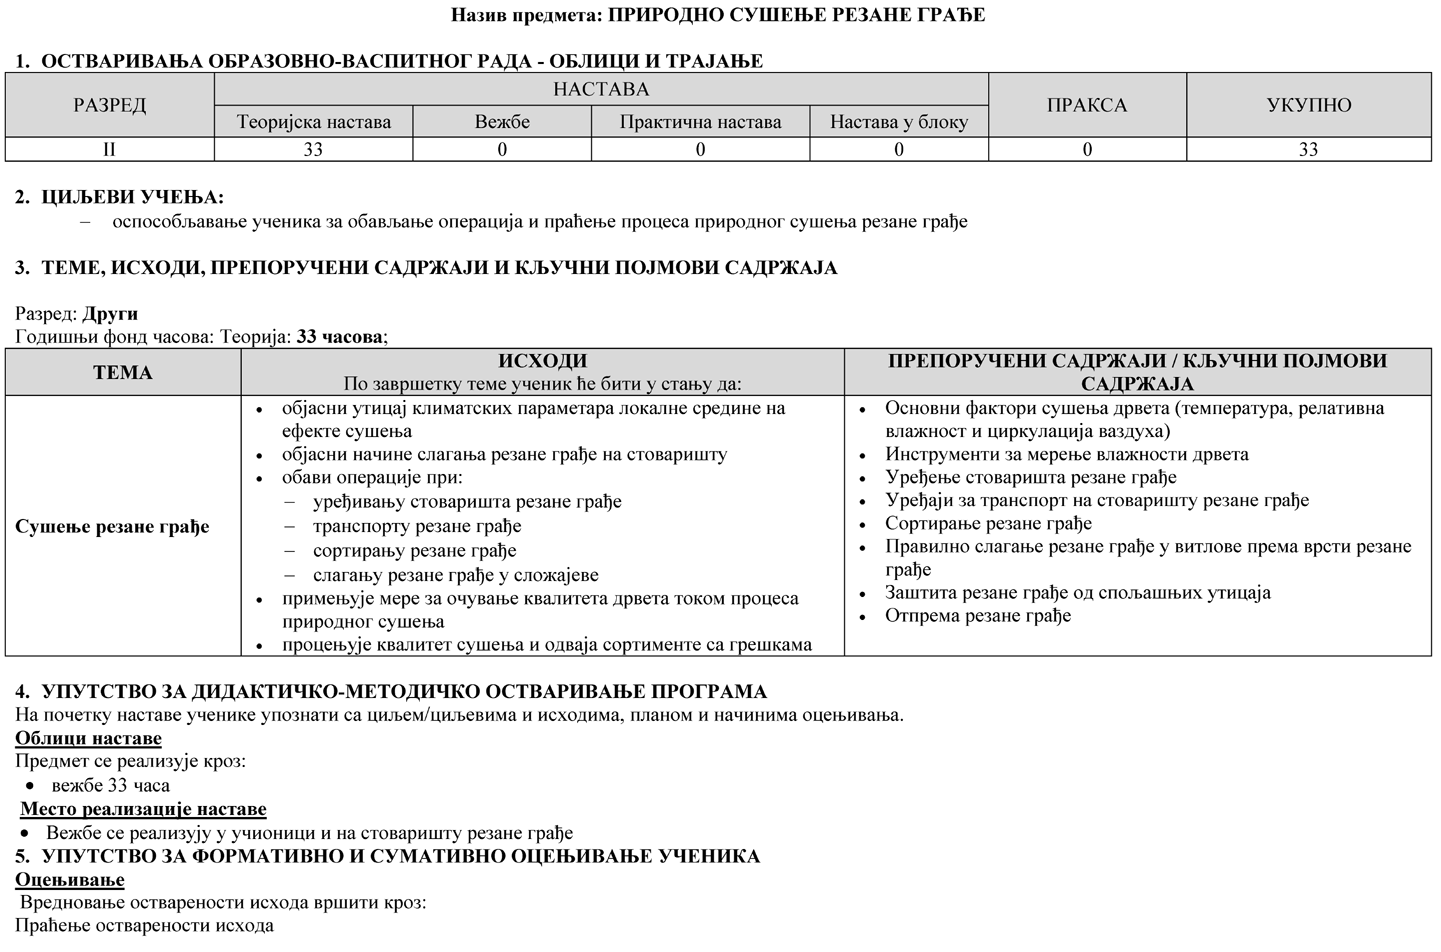 Назив предмета: ПРИРОДНО СУШЕЊЕ РЕЗАНЕ ГРАЂЕ
1. ОСТВАРИВАЊА ОБРАЗОВНО-ВАСПИТНОГ РАДА - ОБЛИЦИ И ТРАЈАЊЕ
РАЗРЕД
НАСТАВА
ПРАКСА
УКУПНО
Теоријска настава
Вежбе
Практична настава
Настава у блоку
II
33
0
0
0
0
33
2. ЦИЉЕВИ УЧЕЊА:
– оспособљавање ученика за обављање операција и праћење процеса природног сушења резане грађе
3. ТЕМЕ, ИСХОДИ, ПРЕПОРУЧЕНИ САДРЖАЈИ И КЉУЧНИ ПОЈМОВИ САДРЖАЈА
Разред: Други
Годишњи фонд часова: Теорија: 33 часова;
ТЕМА
ИСХОДИ
По завршетку теме ученик ће бити у стању да:
ПРЕПОРУЧЕНИ САДРЖАЈИ / КЉУЧНИ ПОЈМОВИ
САДРЖАЈА
Сушење резане грађе
• објасни утицај климатских параметара локалне средине на
ефекте сушења
• објасни начине слагања резане грађе на стоваришту
• обави операције при:
– уређивању стоваришта резане грађе
– транспорту резане грађе
– сортирању резане грађе
– слагању резане грађе у сложајеве
• примењује мере за очување квалитета дрвета током процеса
природног сушења
• процењује квалитет сушења и одваја сортименте са грешкама
• Основни фактори сушења дрвета (температура, релативна
влажност и циркулација ваздуха)
• Инструменти за мерење влажности дрвета
• Уређење стоваришта резане грађе
• Уређаји за транспорт на стоваришту резане грађе
• Сортирање резане грађе
• Правилно слагање резане грађе у витлове према врсти резане
грађе
• Заштита резане грађе од спољашњих утицаја
• Отпрема резане грађе
4. УПУТСТВО ЗА ДИДАКТИЧКО-МЕТОДИЧКО ОСТВАРИВАЊЕ ПРОГРАМА
На почетку наставе ученике упознати са циљем/циљевима и исходима, планом и начинима оцењивања.
Облици наставе
Предмет се реализује кроз:
• вежбе 33 часа
Место реализације наставе
• Вежбе се реализују у учионици и на стоваришту резане грађе
5. УПУТСТВО ЗА ФОРМАТИВНО И СУМАТИВНО ОЦЕЊИВАЊЕ УЧЕНИКА
Оцењивање
Вредновање остварености исхода вршити кроз:
Праћење остварености исхода